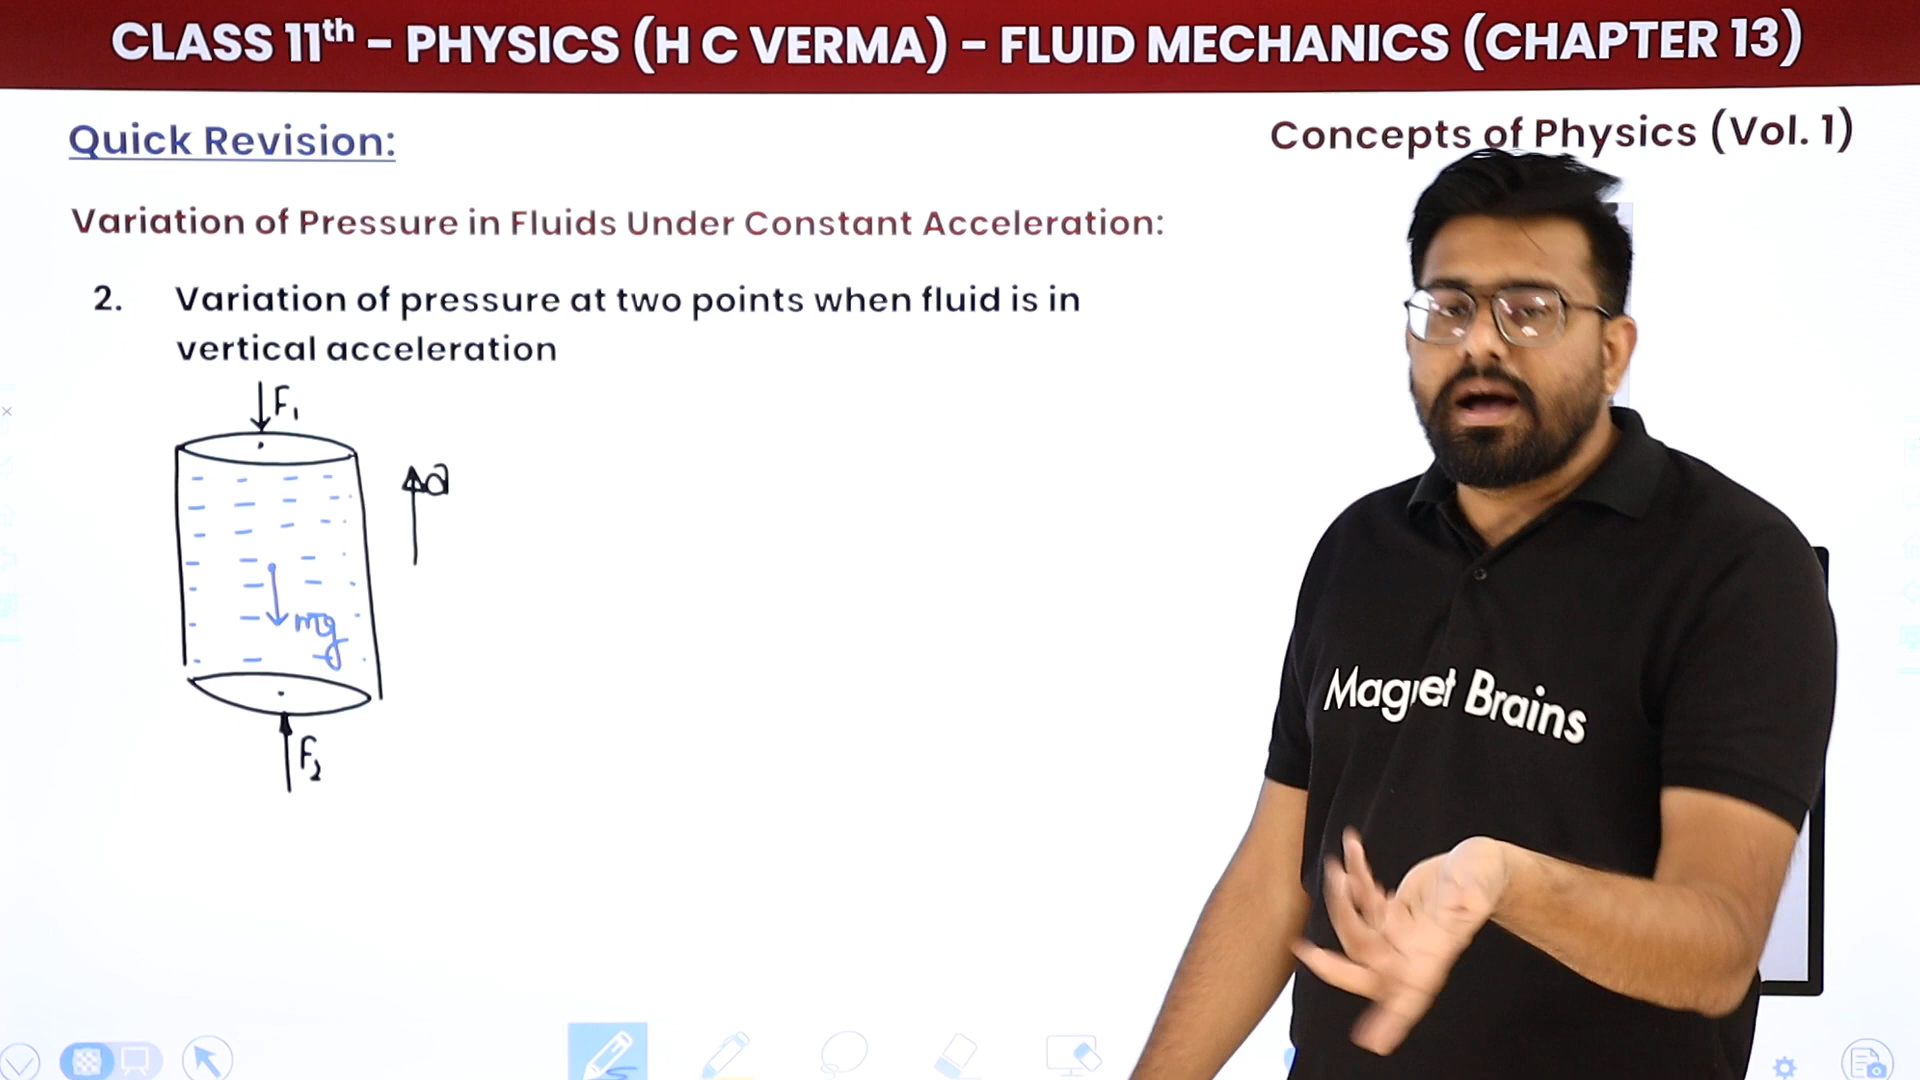 CLASS 11th - PHYSICS (H C VERMA) - FLUID MECHANICS (CHAPTER 13)
Quick Revision:
Concepts of Physics (Vol. 1)
Variation of Pressure in Fluids Under Constant Acceleration:
2. Variation of pressure at two points when fluid is in
vertical acceleration
F₁
a
mg
F₂
Magnet Brains